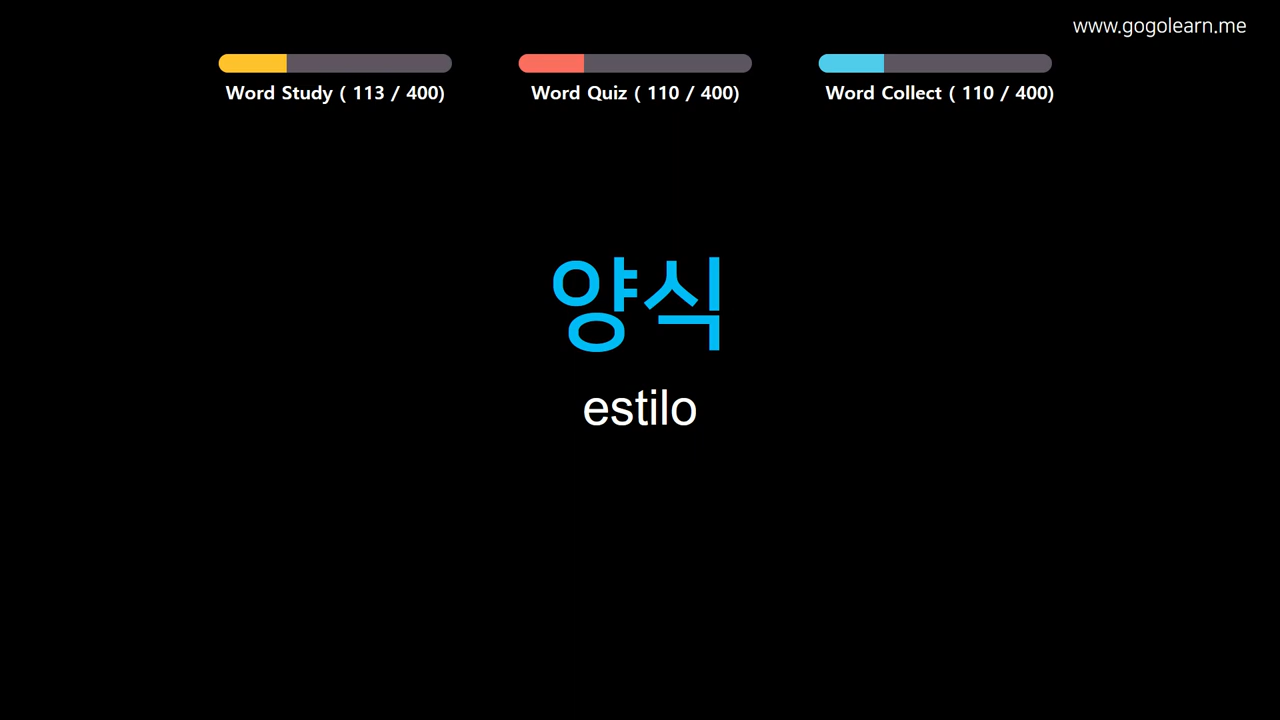 www.gogolearn.me
Word Study ( 113 / 400)
Word Quiz ( 110 / 400)
Word Collect ( 110 / 400)
양식
estilo